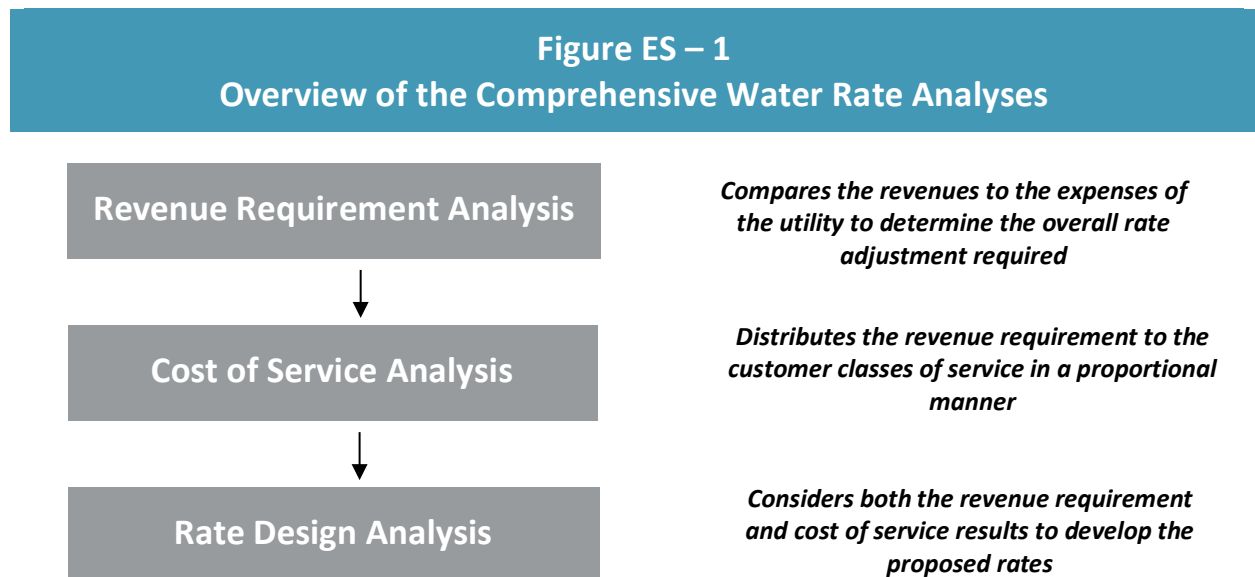 Figure ES – 1
Overview of the Comprehensive Water Rate Analyses
Revenue Requirement Analysis
Compares the revenues to the expenses of
the utility to determine the overall rate
adjustment required
Cost of Service Analysis
Distributes the revenue requirement to the
customer classes of service in a proportional
manner
Rate Design Analysis
Considers both the revenue requirement
and cost of service results to develop the
proposed rates